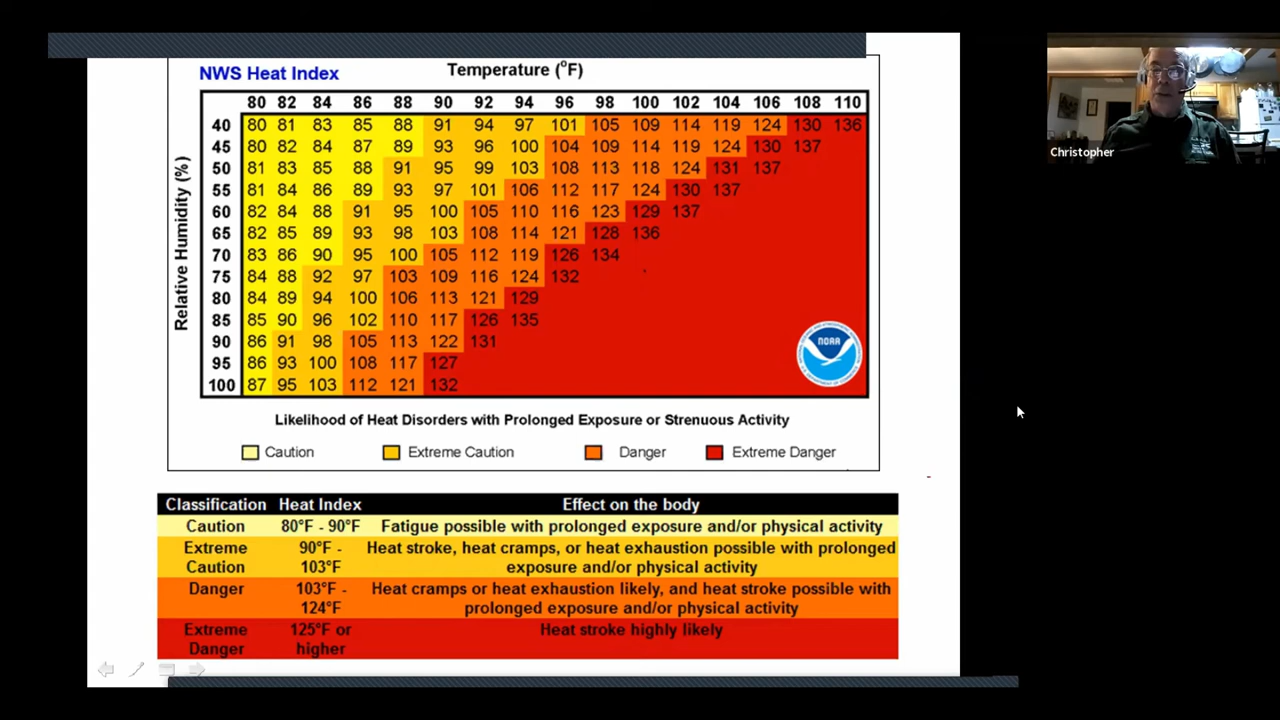 NWS Heat Index
Temperature (°F)
80 82 84 86 88 90 92 94 96 98 100 102 104 106 108 110
Relative Humidity (%)
40 80 81 83 85 88 91 94 97 101 105 109 114 119 124 130 136
45 80 82 84 87 89 93 96 100 104 109 114 119 124 130 137
50 81 83 85 88 91 95 99 103 108 113 118 124 131 137
55 81 84 86 89 93 97 101 106 112 117 124 130 137
60 82 84 88 91 95 100 105 110 116 123 129 137
65 82 85 89 93 98 103 108 114 121 128 136
70 83 86 90 95 100 105 112 119 126 134
75 84 88 92 97 103 109 116 124 132
80 84 89 94 100 106 113 121 129
85 85 90 96 102 110 117 126 135
90 86 91 98 105 113 122 131
95 86 93 100 108 117 127
100 87 95 103 112 121 132
NOAA
Likelihood of Heat Disorders with Prolonged Exposure or Strenuous Activity
Caution Extreme Caution Danger Extreme Danger
Classification Heat Index Effect on the body
Caution 80°F - 90°F Fatigue possible with prolonged exposure and/or physical activity
Extreme 90°F - Heat stroke, heat cramps, or heat exhaustion possible with prolonged
Caution 103°F exposure and/or physical activity
Danger 103°F - Heat cramps or heat exhaustion likely, and heat stroke possible with
124°F prolonged exposure and/or physical activity
Extreme 125°F or Heat stroke highly likely
Danger higher
Christopher